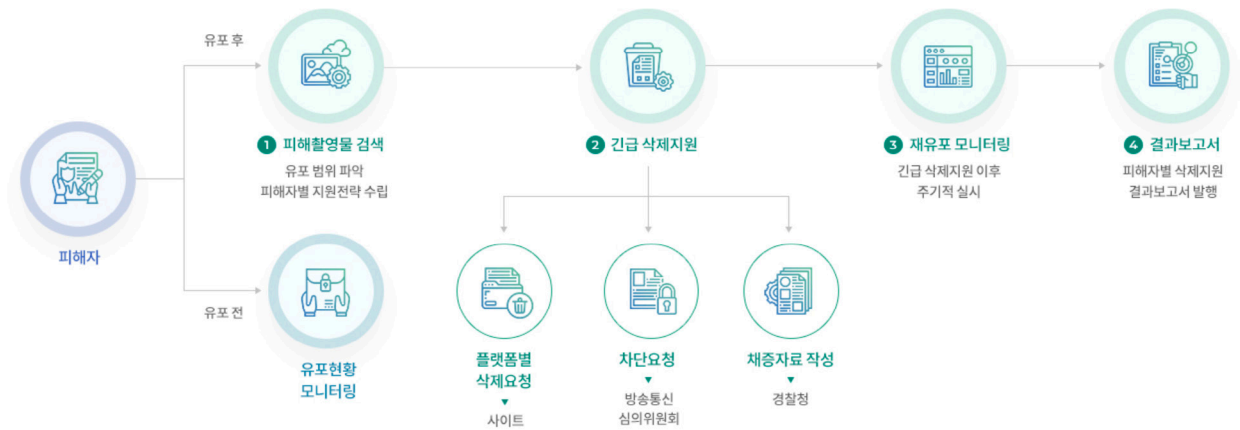 유포 후
1 피해촬영물 검색
유포 범위 파악
피해자별 지원전략 수립
2 긴급 삭제지원
3 재유포 모니터링
긴급 삭제지원 이후
주기적 실시
4 결과보고서
피해자별 삭제지원
결과보고서 발행
피해자
유포 전
유포현황
모니터링
플랫폼별
삭제요청
사이트
차단요청
방송통신
심의위원회
채증자료 작성
경찰청